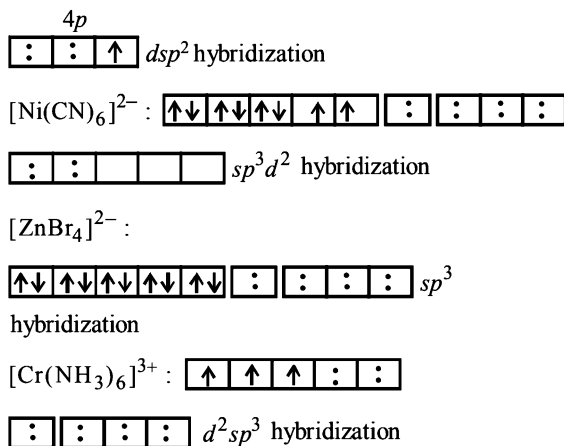 4p
dsp² hybridization
[Ni(CN)₆]²⁻ :
sp³d² hybridization
[ZnBr₄]²⁻ :
sp³
hybridization
[Cr(NH₃)₆]³⁺ :
d²sp³ hybridization